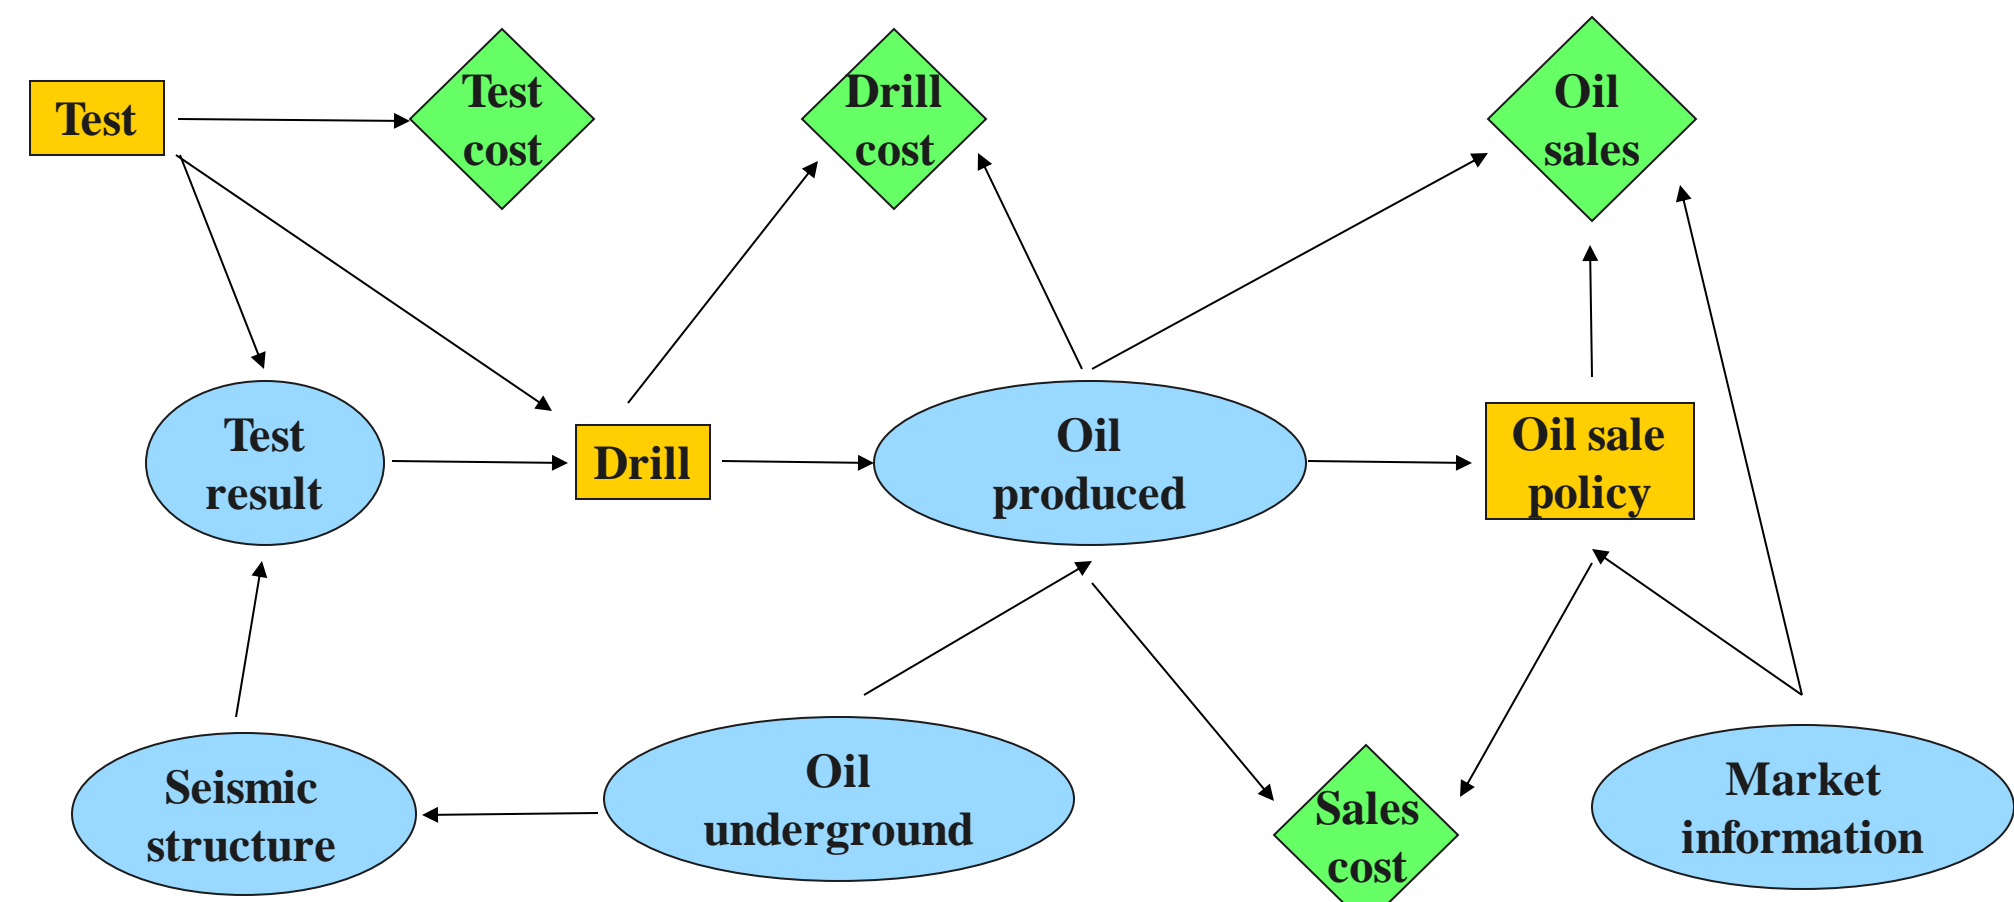 Test
Test
cost
Drill
cost
Oil
sales
Test
result
Drill
Oil
produced
Oil sale
policy
Seismic
structure
Oil
underground
Sales
cost
Market
information